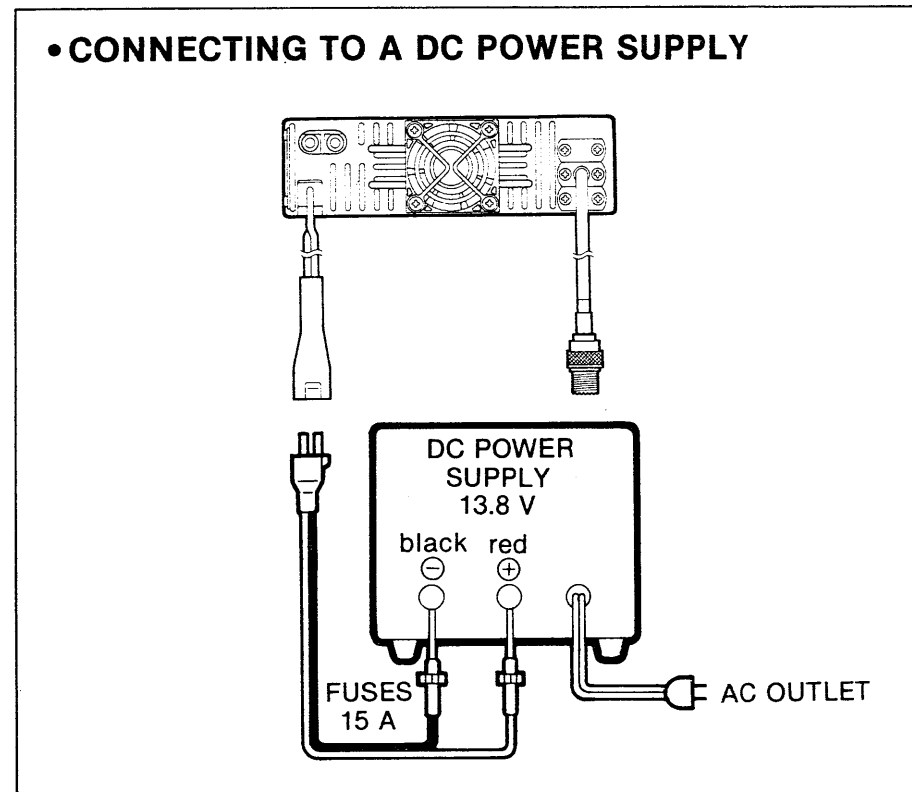 • CONNECTING TO A DC POWER SUPPLY
DC POWER
SUPPLY
13.8 V
black red
⊖ ⊕
FUSES
15 A
AC OUTLET